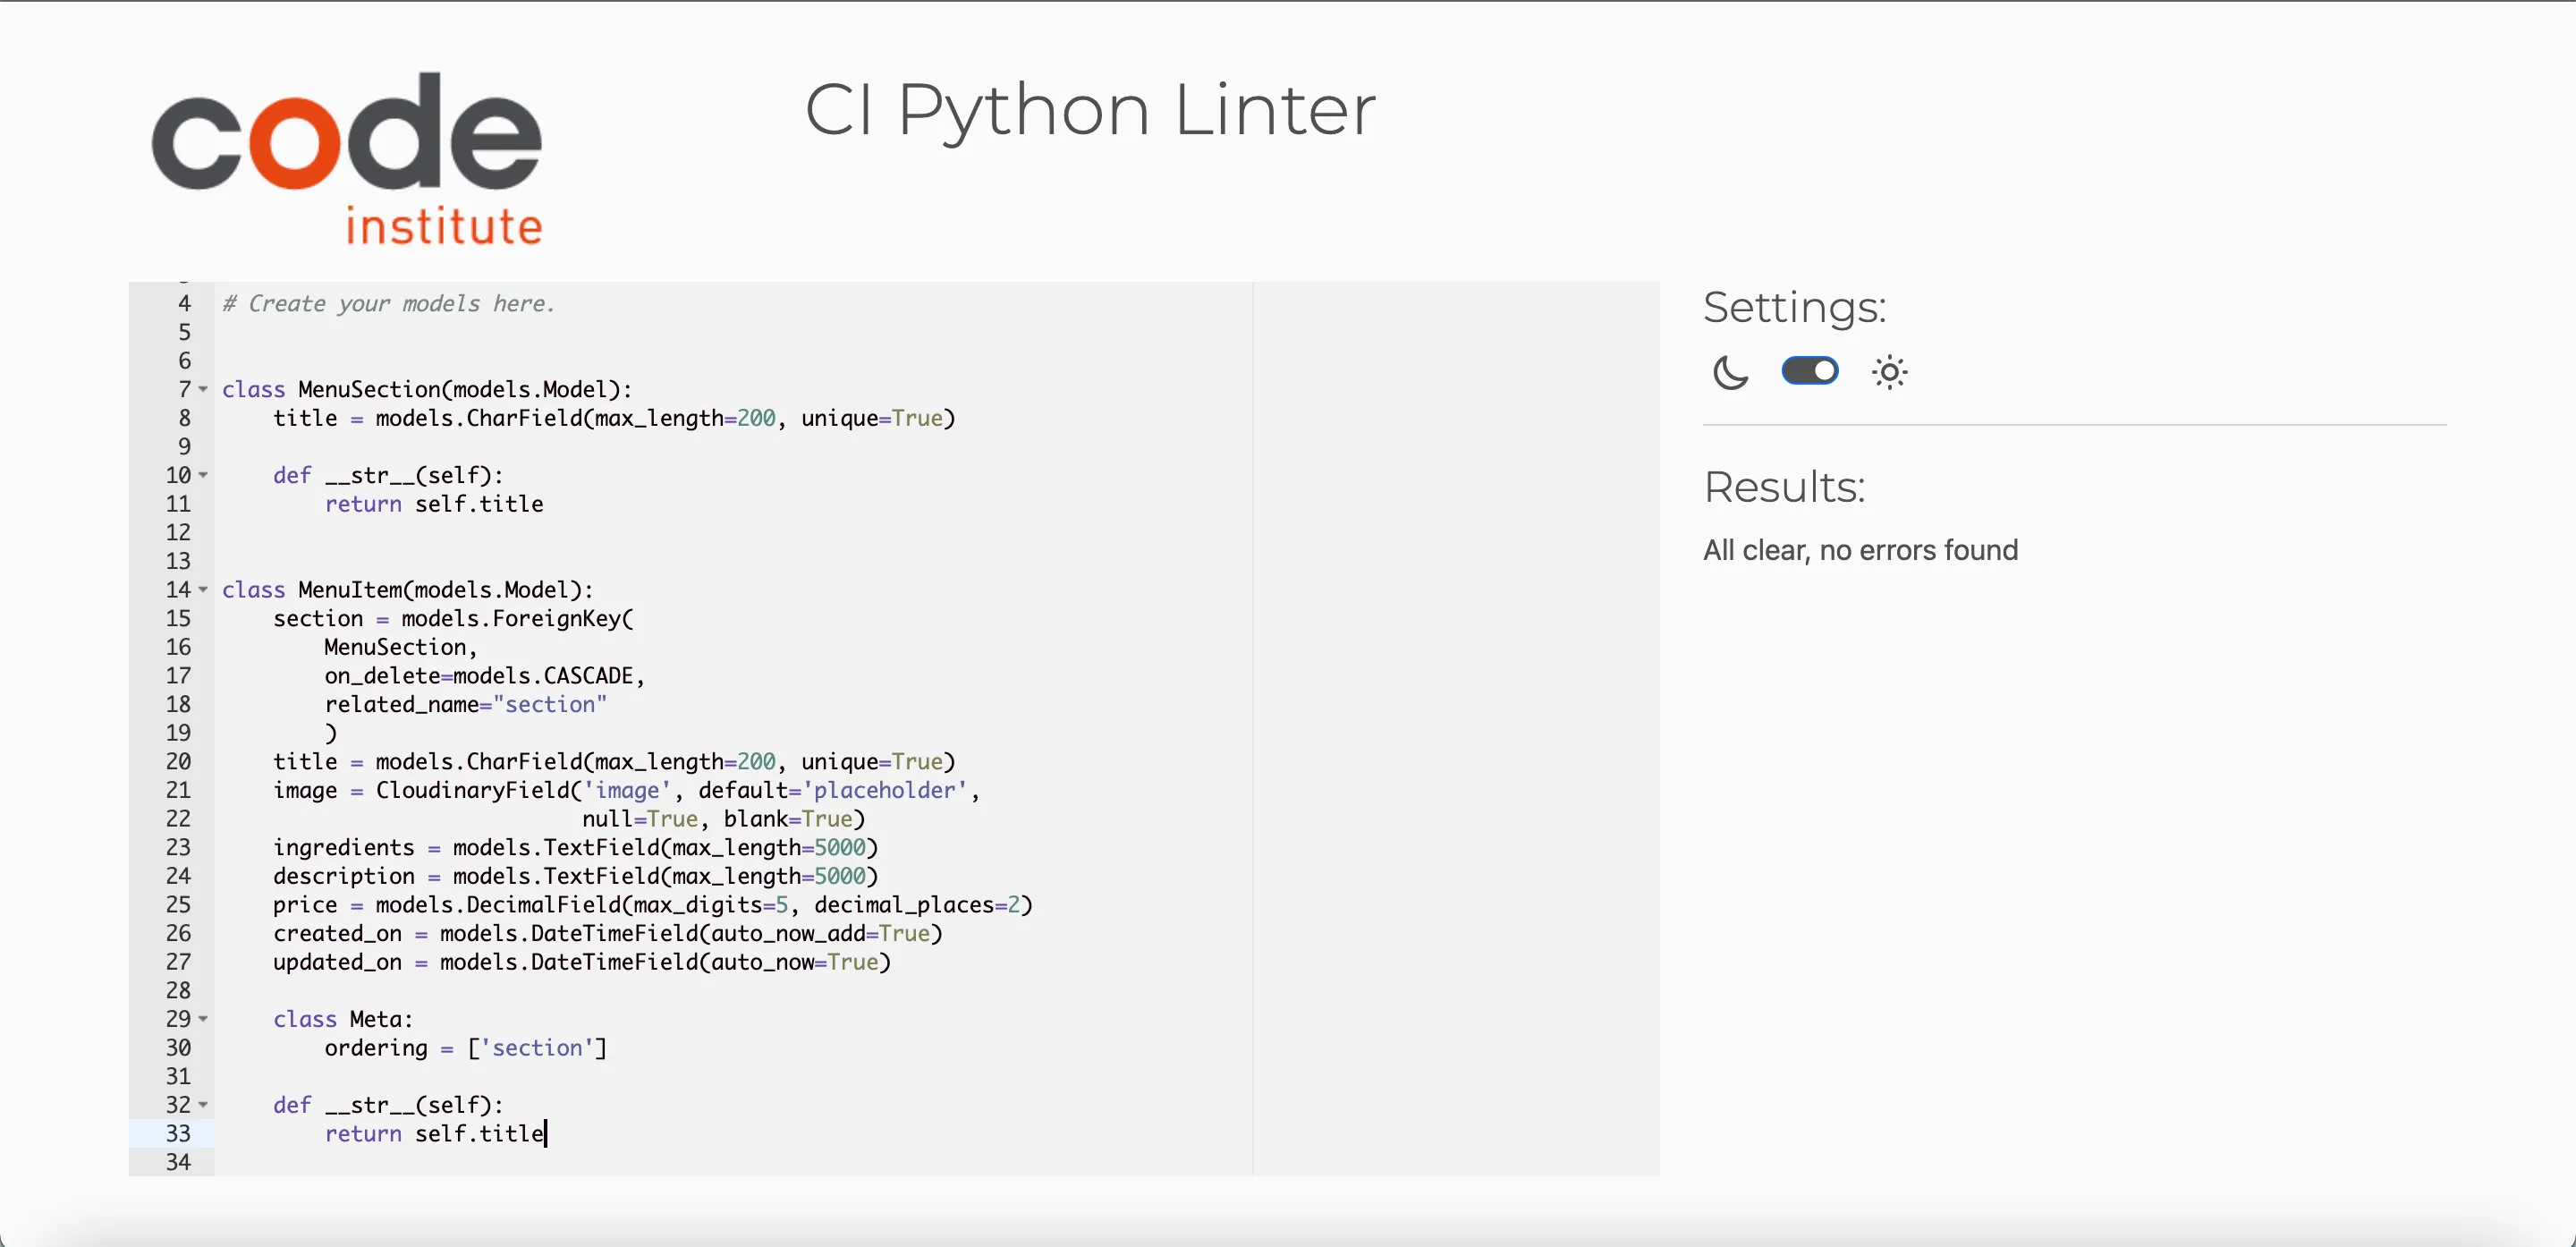 code
institute
CI Python Linter
4 # Create your models here.
5
6
7 class MenuSection(models.Model):
8     title = models.CharField(max_length=200, unique=True)
9
10     def __str__(self):
11         return self.title
12
13
14 class MenuItem(models.Model):
15     section = models.ForeignKey(
16         MenuSection,
17         on_delete=models.CASCADE,
18         related_name="section"
19         )
20     title = models.CharField(max_length=200, unique=True)
21     image = CloudinaryField('image', default='placeholder',
22                             null=True, blank=True)
23     ingredients = models.TextField(max_length=5000)
24     description = models.TextField(max_length=5000)
25     price = models.DecimalField(max_digits=5, decimal_places=2)
26     created_on = models.DateTimeField(auto_now_add=True)
27     updated_on = models.DateTimeField(auto_now=True)
28
29     class Meta:
30         ordering = ['section']
31
32     def __str__(self):
33         return self.title
34
Settings:
Results:
All clear, no errors found